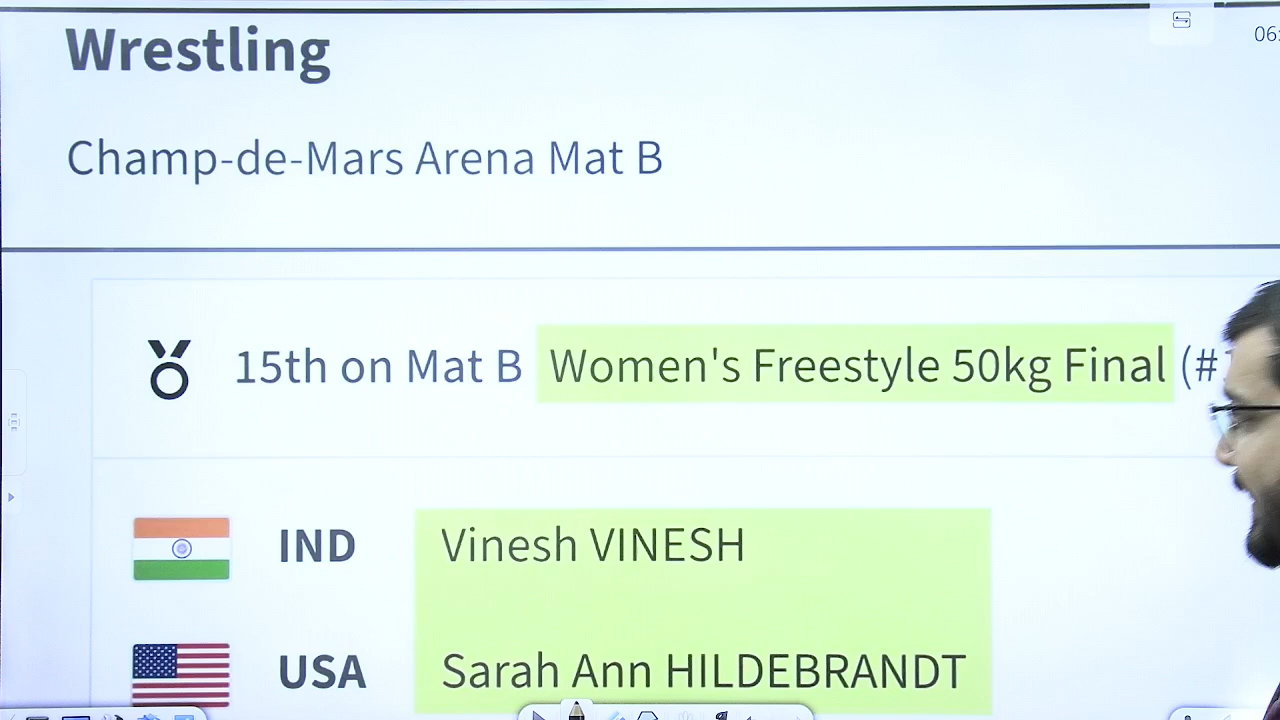 Wrestling
06:
Champ-de-Mars Arena Mat B
15th on Mat B Women's Freestyle 50kg Final (#
IND Vinesh VINESH
USA Sarah Ann HILDEBRANDT